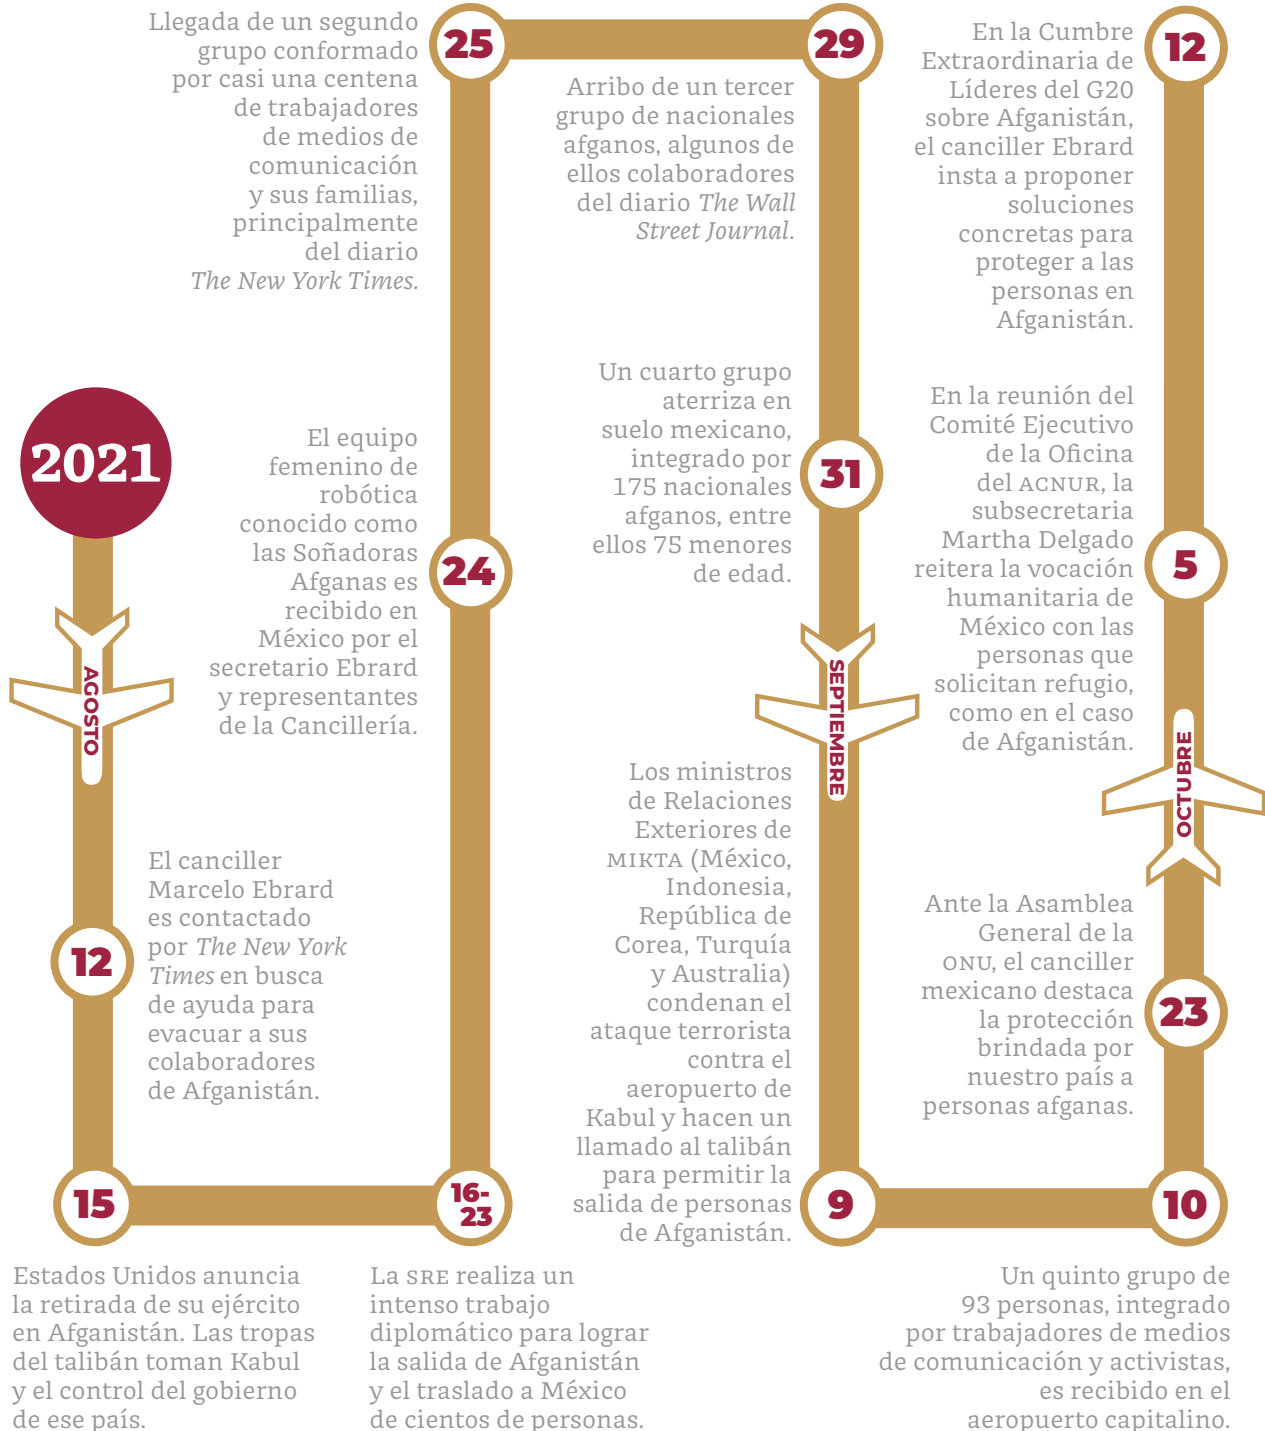 2021
AGOSTO
12
El canciller
Marcelo Ebrard
es contactado
por The New York
Times en busca
de ayuda para
evacuar a sus
colaboradores
de Afganistán.
15
Estados Unidos anuncia
la retirada de su ejército
en Afganistán. Las tropas
del talibán toman Kabul
y el control del gobierno
de ese país.
16-
23
La SRE realiza un
intenso trabajo
diplomático para lograr
la salida de Afganistán
y el traslado a México
de cientos de personas.
24
El equipo
femenino de
robótica
conocido como
las Soñadoras
Afganas es
recibido en
México por el
secretario Ebrard
y representantes
de la Cancillería.
25
Llegada de un segundo
grupo conformado
por casi una centena
de trabajadores
de medios de
comunicación
y sus familias,
principalmente
del diario
The New York Times.
29
Arribo de un tercer
grupo de nacionales
afganos, algunos de
ellos colaboradores
del diario The Wall
Street Journal.
31
Un cuarto grupo
aterriza en
suelo mexicano,
integrado por
175 nacionales
afganos, entre
ellos 75 menores
de edad.
SEPTIEMBRE
9
Los ministros
de Relaciones
Exteriores de
MIKTA (México,
Indonesia,
República de
Corea, Turquía
y Australia)
condenan el
ataque terrorista
contra el
aeropuerto de
Kabul y hacen un
llamado al talibán
para permitir la
salida de personas
de Afganistán.
10
Un quinto grupo de
93 personas, integrado
por trabajadores de medios
de comunicación y activistas,
es recibido en el
aeropuerto capitalino.
23
Ante la Asamblea
General de la
ONU, el canciller
mexicano destaca
la protección
brindada por
nuestro país a
personas afganas.
OCTUBRE
5
En la reunión del
Comité Ejecutivo
de la Oficina
del ACNUR, la
subsecretaria
Martha Delgado
reitera la vocación
humanitaria de
México con las
personas que
solicitan refugio,
como en el caso
de Afganistán.
12
En la Cumbre
Extraordinaria de
Líderes del G20
sobre Afganistán,
el canciller Ebrard
insta a proponer
soluciones
concretas para
proteger a las
personas en
Afganistán.